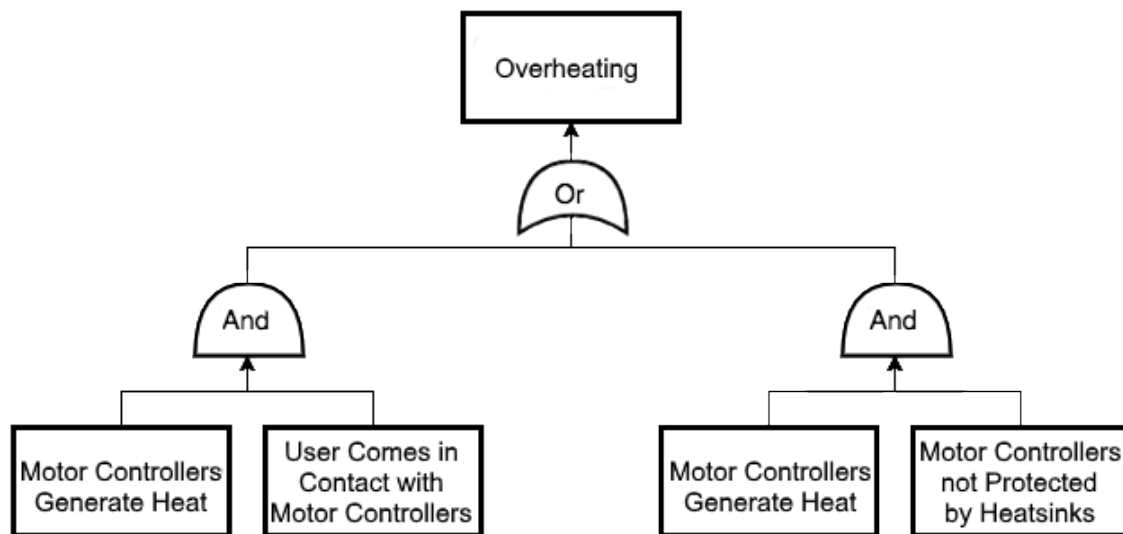 Overheating
Or
And
And
Motor Controllers
Generate Heat
User Comes in
Contact with
Motor Controllers
Motor Controllers
Generate Heat
Motor Controllers
not Protected
by Heatsinks